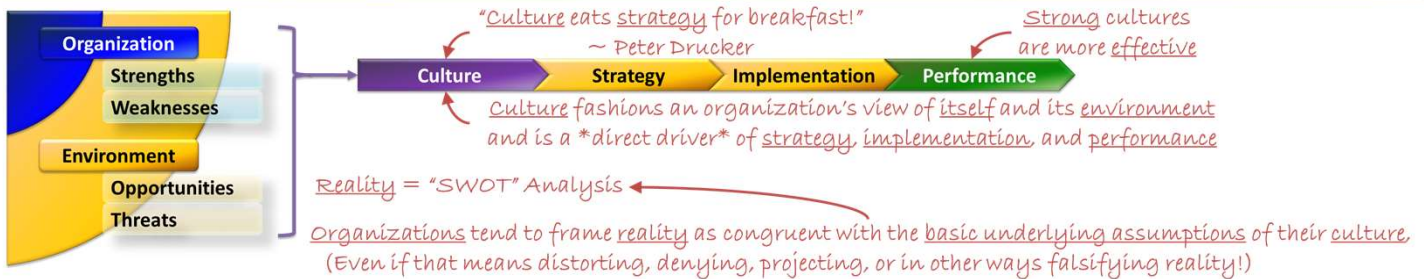 Organization
Strengths
Weaknesses
Environment
Opportunities
Threats
“Culture eats strategy for breakfast!”
~ Peter Drucker
Strong cultures
are more effective
Culture
Strategy
Implementation
Performance
Culture fashions an organization’s view of itself and its environment
and is a *direct driver* of strategy, implementation, and performance
Reality = “SWOT” Analysis
Organizations tend to frame reality as congruent with the basic underlying assumptions of their culture.
(Even if that means distorting, denying, projecting, or in other ways falsifying reality!)